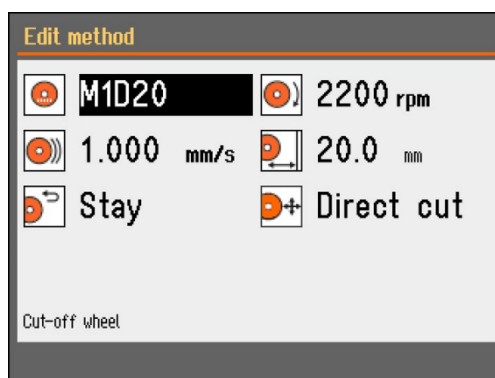 Edit method
M1D20 2200 rpm
1.000 mm/s 20.0 mm
Stay Direct cut
Cut-off wheel